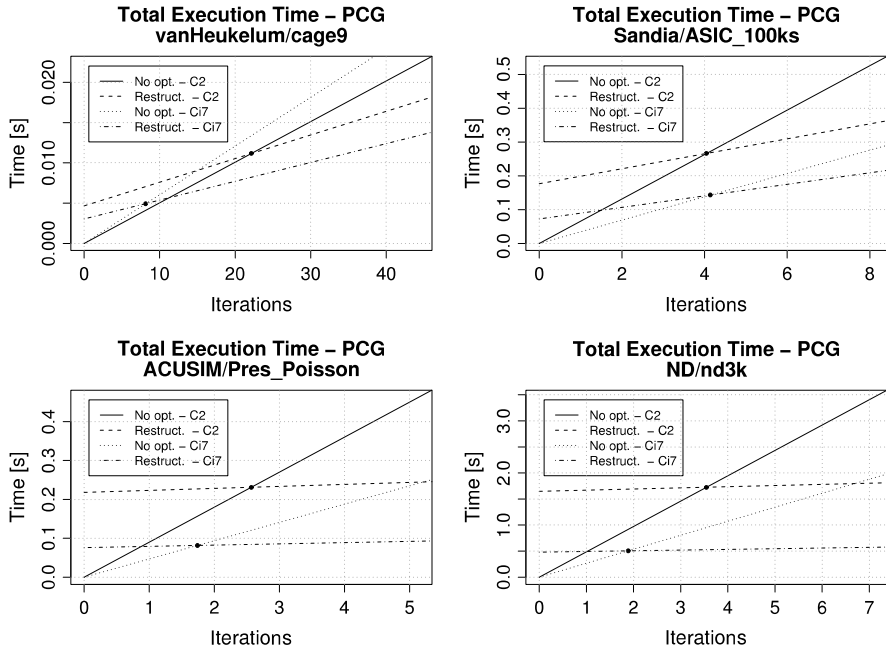 Total Execution Time – PCG
vanHeukelum/cage9
Time [s]
0.000 0.010 0.020
No opt. – C2
Restruct. – C2
No opt. – Ci7
Restruct. – Ci7
0 10 20 30 40
Iterations
Total Execution Time – PCG
Sandia/ASIC_100ks
Time [s]
0.0 0.1 0.2 0.3 0.4 0.5
No opt. – C2
Restruct. – C2
No opt. – Ci7
Restruct. – Ci7
0 2 4 6 8
Iterations
Total Execution Time – PCG
ACUSIM/Pres_Poisson
Time [s]
0.0 0.1 0.2 0.3 0.4
No opt. – C2
Restruct. – C2
No opt. – Ci7
Restruct. – Ci7
0 1 2 3 4 5
Iterations
Total Execution Time – PCG
ND/nd3k
Time [s]
0.0 1.0 2.0 3.0
No opt. – C2
Restruct. – C2
No opt. – Ci7
Restruct. – Ci7
0 1 2 3 4 5 6 7
Iterations